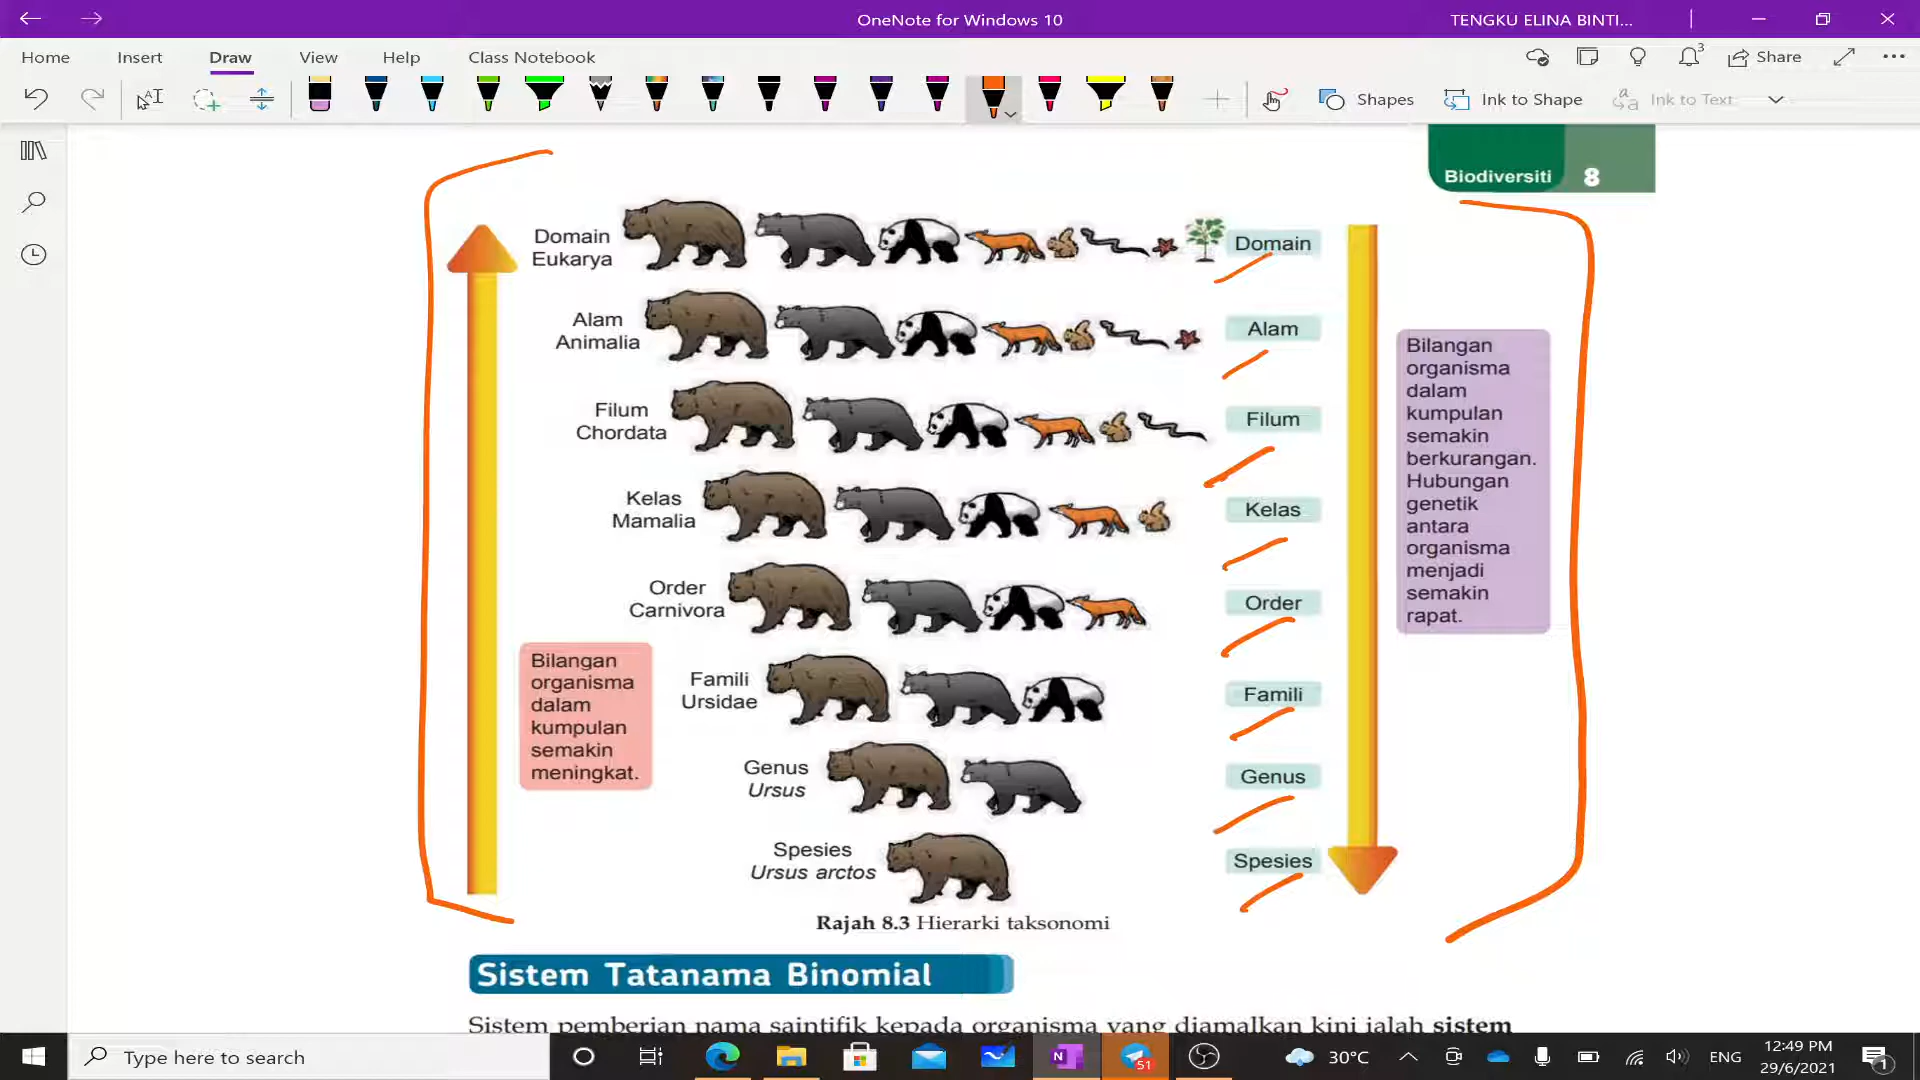 OneNote for Windows 10
TENGKU ELINA BINTI...
Home
Insert
Draw
View
Help
Class Notebook
3
Share
Shapes
Ink to Shape
Ink to Text
Biodiversiti 8
Domain
Eukarya
Domain
Alam
Animalia
Alam
Filum
Chordata
Filum
Kelas
Mamalia
Kelas
Order
Carnivora
Order
Famili
Ursidae
Famili
Genus
Ursus
Genus
Spesies
Ursus arctos
Spesies
Bilangan
organisma
dalam
kumpulan
semakin
meningkat.
Bilangan
organisma
dalam
kumpulan
semakin
berkurangan.
Hubungan
genetik
antara
organisma
menjadi
semakin
rapat.
Rajah 8.3 Hierarki taksonomi
Sistem Tatanama Binomial
Sistem pemberian nama saintifik kepada organisma yang diamalkan kini ialah sistem
Type here to search
51
30°C
ENG
12:49 PM
29/6/2021
1